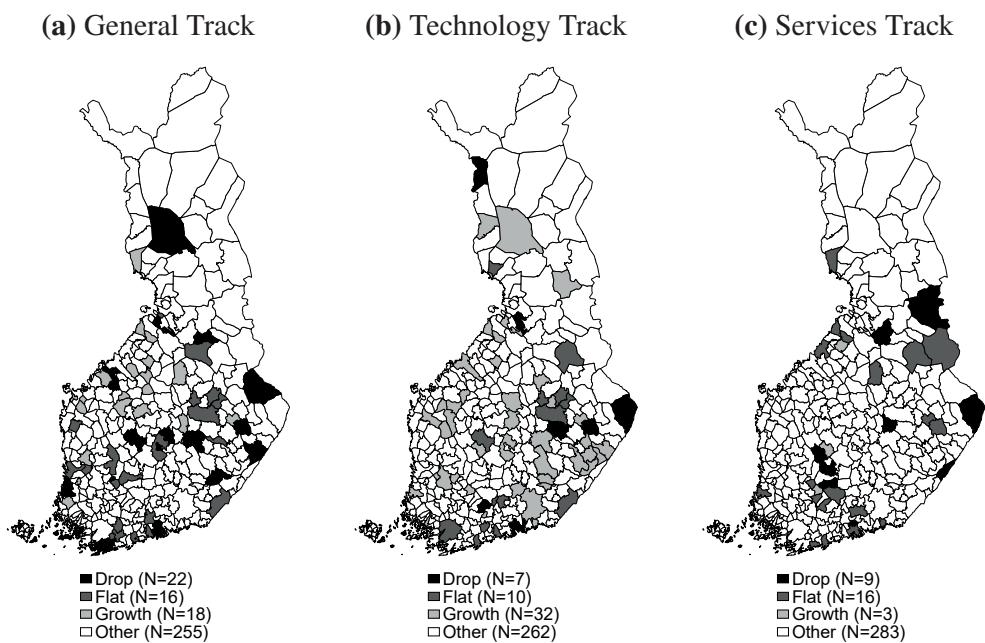 (a) General Track
(b) Technology Track
(c) Services Track
Drop (N=22)
Flat (N=16)
Growth (N=18)
Other (N=255)
Drop (N=7)
Flat (N=10)
Growth (N=32)
Other (N=262)
Drop (N=9)
Flat (N=16)
Growth (N=3)
Other (N=283)